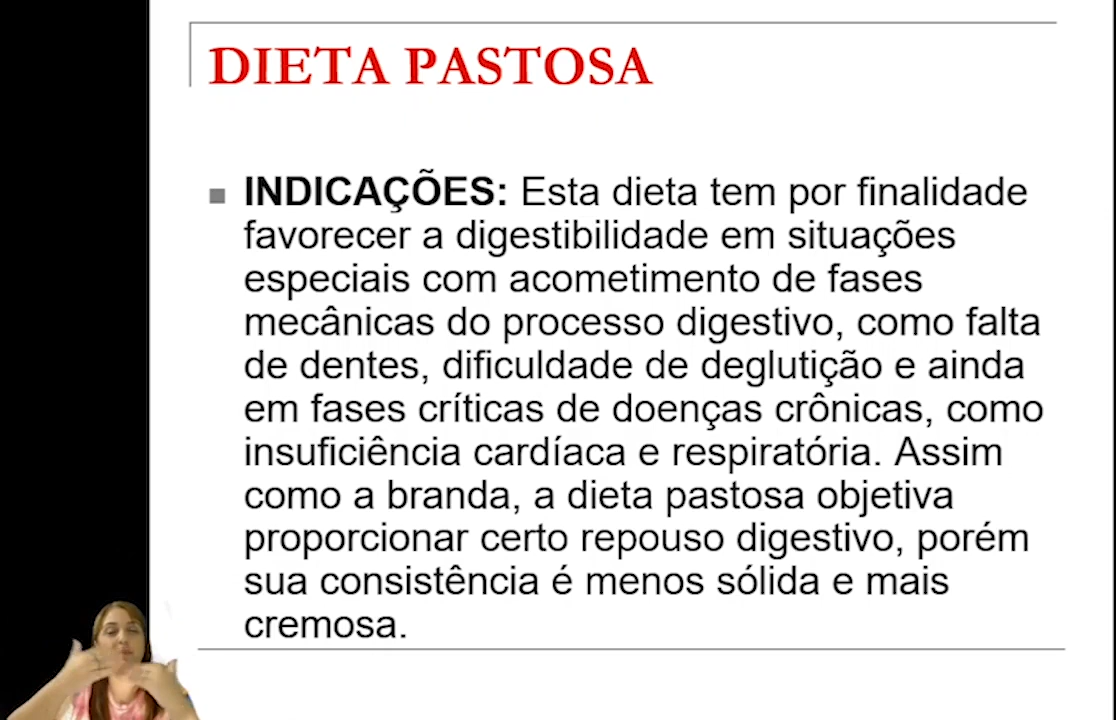 DIETA PASTOSA
INDICAÇÕES: Esta dieta tem por finalidade
favorecer a digestibilidade em situações
especiais com acometimento de fases
mecânicas do processo digestivo, como falta
de dentes, dificuldade de deglutição e ainda
em fases críticas de doenças crônicas, como
insuficiência cardíaca e respiratória. Assim
como a branda, a dieta pastosa objetiva
proporcionar certo repouso digestivo, porém
sua consistência é menos sólida e mais
cremosa.